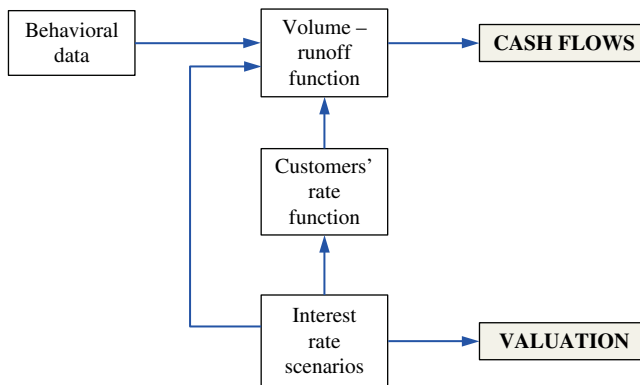 Behavioral
data
Volume –
runoff
function
CASH FLOWS
Customers'
rate
function
Interest
rate
scenarios
VALUATION